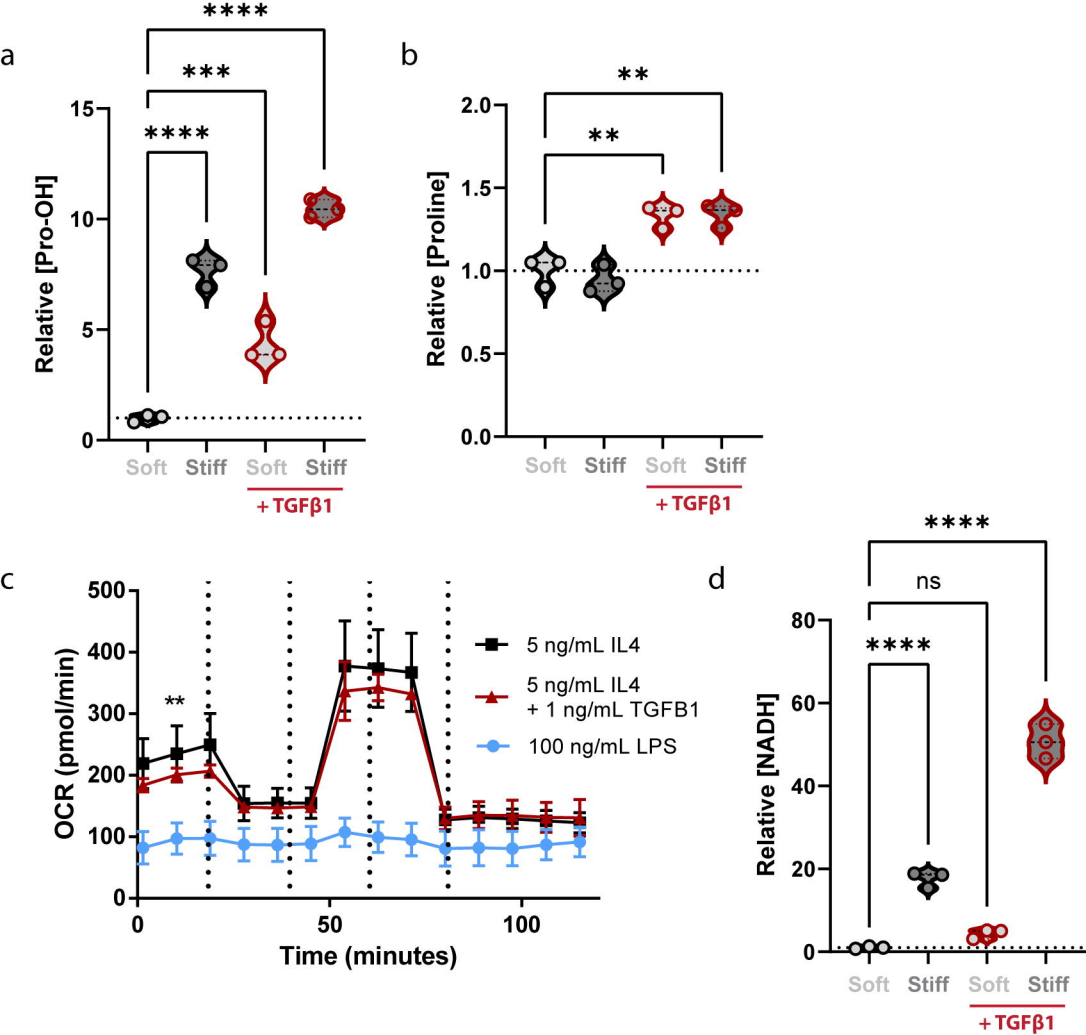 a
****
***
****
Relative [Pro-OH]
15
10
5
0
Soft
Stiff
Soft
Stiff
+ TGFβ1
b
**
**
Relative [Proline]
2.0
1.5
1.0
0.5
0.0
Soft
Stiff
Soft
Stiff
+ TGFβ1
c
OCR (pmol/min)
500
400
300
200
100
0
**
0
50
100
Time (minutes)
5 ng/mL IL4
5 ng/mL IL4
+ 1 ng/mL TGFB1
100 ng/mL LPS
d
****
ns
****
Relative [NADH]
80
60
40
20
0
Soft
Stiff
Soft
Stiff
+ TGFβ1